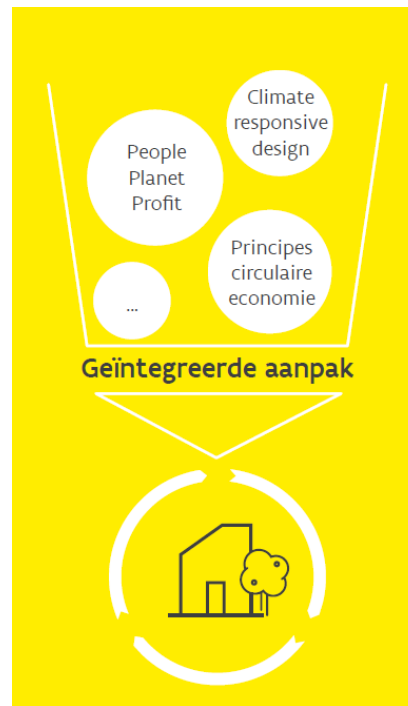 Climate
responsive
design
People
Planet
Profit
Principes
circulaire
economie
...
Geïntegreerde aanpak